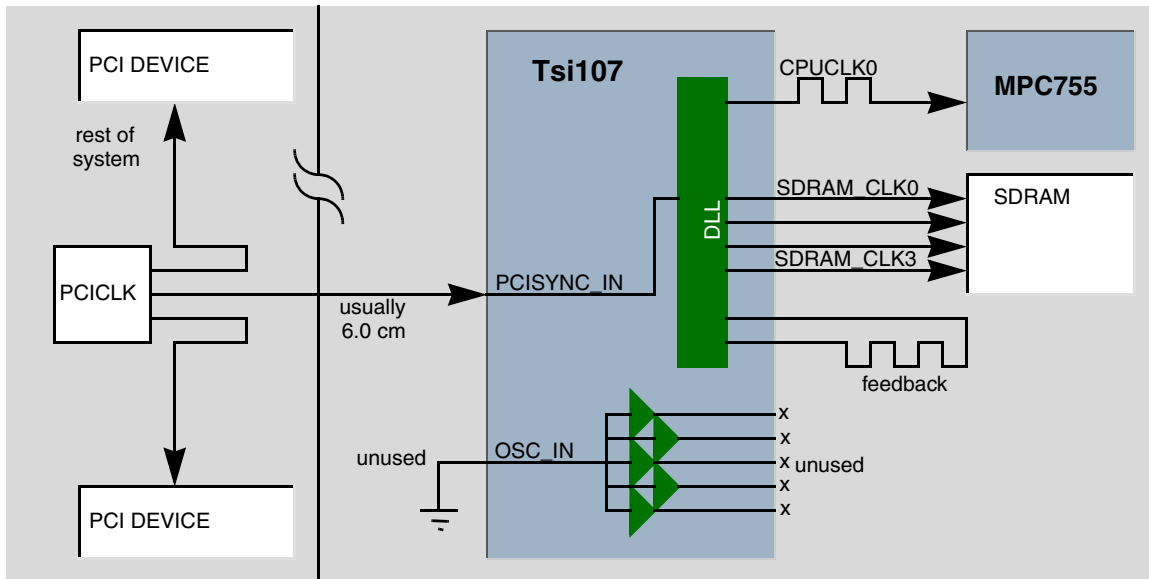 PCI DEVICE
rest of
system
PCICLK
usually
6.0 cm
PCI DEVICE
Tsi107
DLL
PCISYNC_IN
unused
OSC_IN
CPUCLK0
MPC755
SDRAM_CLK0
SDRAM
SDRAM_CLK3
feedback
x
x
x unused
x
x